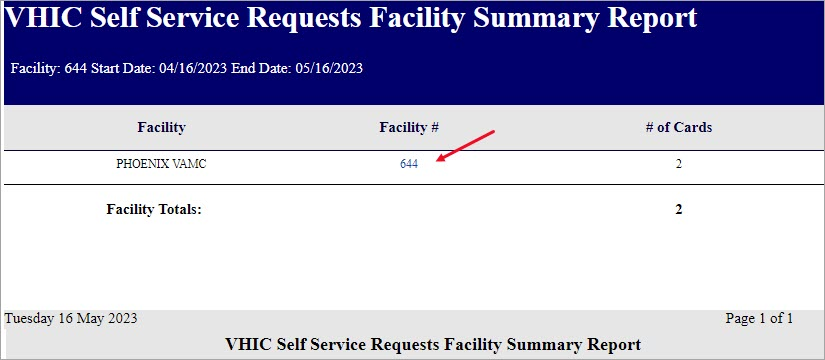 VHIC Self Service Requests Facility Summary Report
Facility: 644 Start Date: 04/16/2023 End Date: 05/16/2023
Facility Facility # # of Cards
PHOENIX VAMC 644 2
Facility Totals: 2
Tuesday 16 May 2023 Page 1 of 1
VHIC Self Service Requests Facility Summary Report